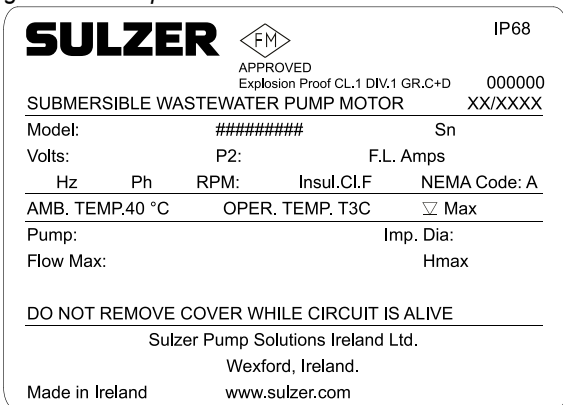 SULZER FM IP68
APPROVED
Explosion Proof CL.1 DIV.1 GR.C+D 000000
SUBMERSIBLE WASTEWATER PUMP MOTOR XX/XXXX
Model: ######### Sn
Volts: P2: F.L. Amps
Hz Ph RPM: Insul.Cl.F NEMA Code: A
AMB. TEMP.40 °C OPER. TEMP. T3C Max
Pump: Imp. Dia:
Flow Max: Hmax
DO NOT REMOVE COVER WHILE CIRCUIT IS ALIVE
Sulzer Pump Solutions Ireland Ltd.
Wexford, Ireland.
Made in Ireland www.sulzer.com